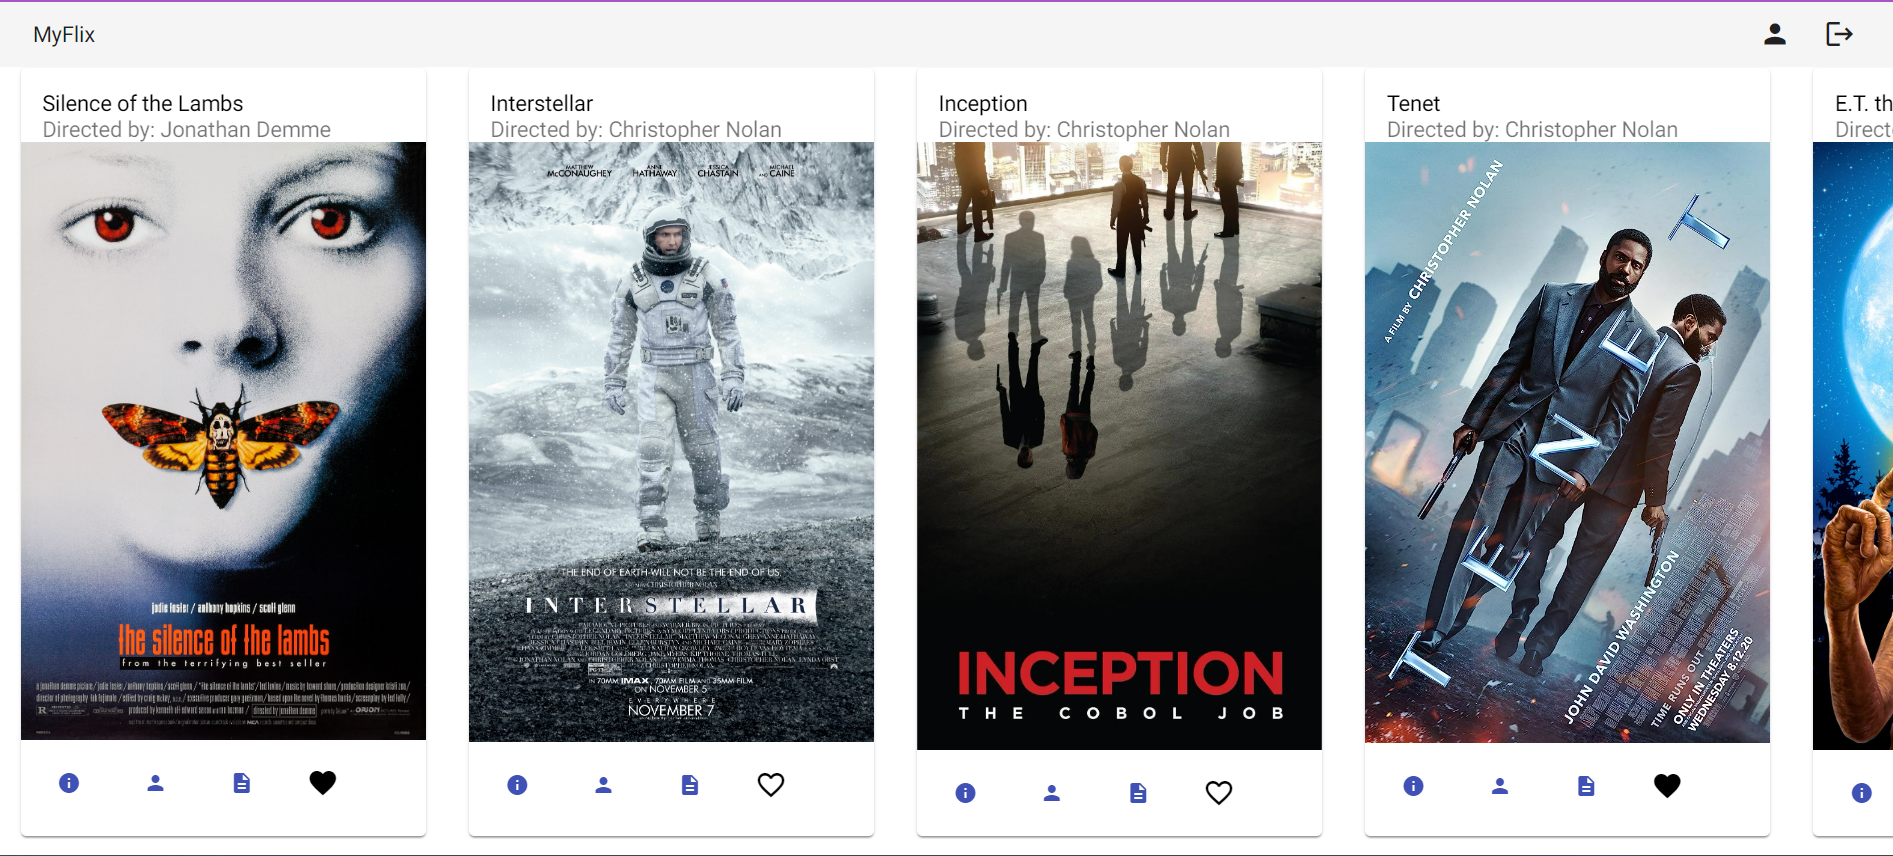 MyFlix
Silence of the Lambs
Directed by: Jonathan Demme
jodie foster / anthony hopkins / scott glenn
the silence of the lambs
from the terrifying best seller
Interstellar
Directed by: Christopher Nolan
MATTHEW McCONAUGHEY
ANNE HATHAWAY
JESSICA CHASTAIN
AND MICHAEL CAINE
THE END OF EARTH WILL NOT BE THE END OF US.
INTERSTELLAR
IN 70MM IMAX, 70MM FILM AND 35MM FILM
ON NOVEMBER 5
EVERYWHERE
NOVEMBER 7
Inception
Directed by: Christopher Nolan
INCEPTION
THE COBOL JOB
Tenet
Directed by: Christopher Nolan
A FILM BY CHRISTOPHER NOLAN
TENET
JOHN DAVID WASHINGTON
TIME RUNS OUT
ONLY IN THEATERS
WEDNESDAY 8.12.20
E.T. th
Direct